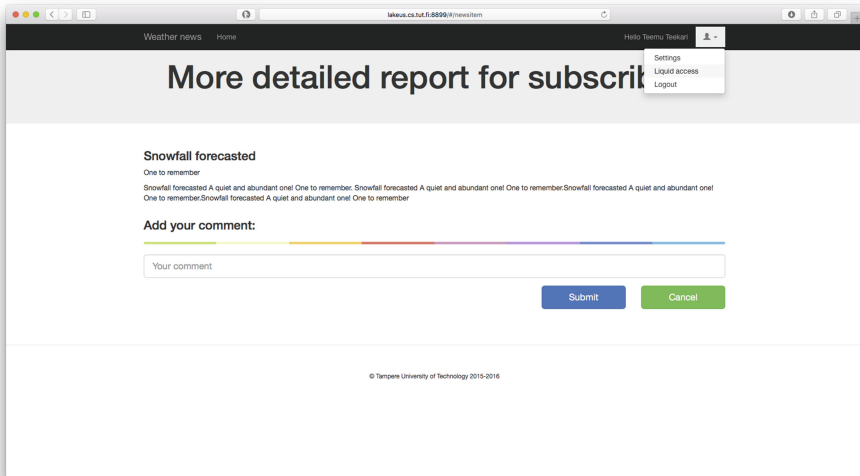 lakeus.cs.tut.fi:8899/#/newsitem
Weather news Home Hello Teemu Teekari
Settings
Liquid access
Logout
More detailed report for subscrib
Snowfall forecasted
One to remember
Snowfall forecasted A quiet and abundant one! One to remember. Snowfall forecasted A quiet and abundant one! One to remember.Snowfall forecasted A quiet and abundant one!
One to remember.Snowfall forecasted A quiet and abundant one! One to remember
Add your comment:
Your comment
Submit Cancel
© Tampere University of Technology 2015-2016